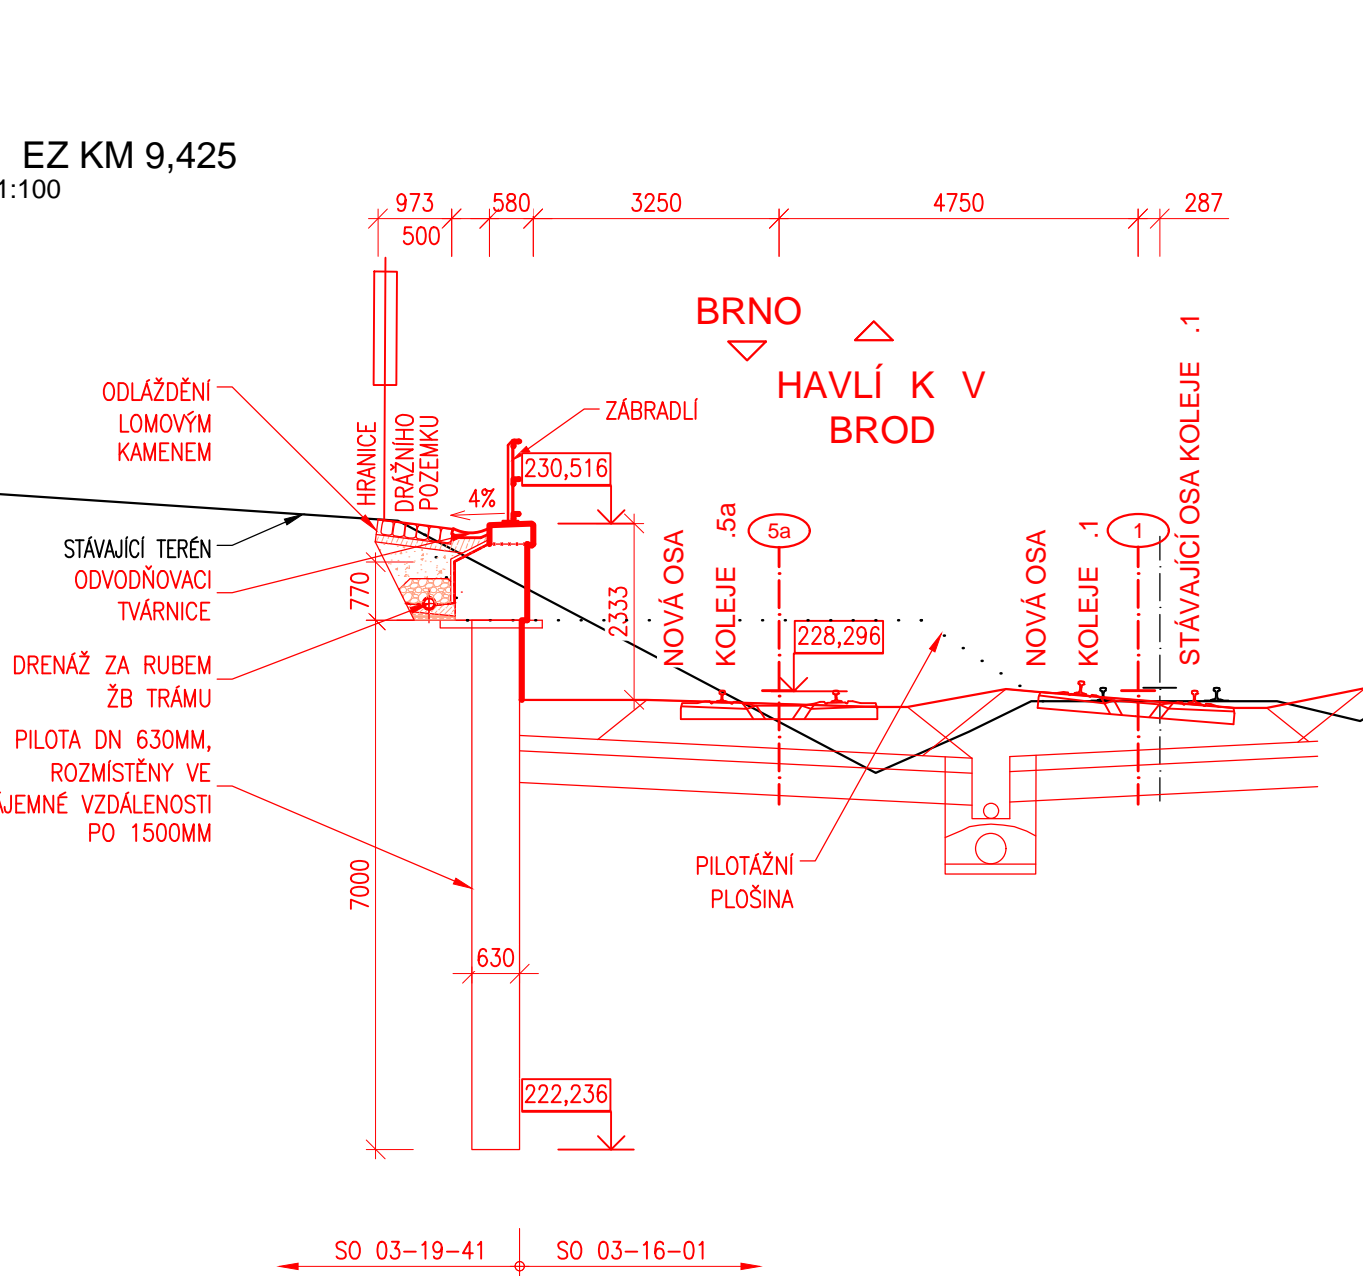 EZ KM 9,425
1:100
973
580
3250
4750
287
500
BRNO
HAVLÍ K V
BROD
ODLÁŽDĚNÍ
LOMOVÝM
KAMENEM
HRANICE
DRÁŽNÍHO
POZEMKU
ZÁBRADLÍ
230,516
4%
STÁVAJÍCÍ TERÉN
ODVODŇOVACI
TVÁRNICE
770
2333
NOVÁ OSA
KOLEJE .5a
5a
228,296
NOVÁ OSA
KOLEJE .1
1
STÁVAJÍCÍ OSA KOLEJE .1
DRENÁŽ ZA RUBEM
ŽB TRÁMU
PILOTA DN 630MM,
ROZMÍSTĚNY VE
ÁJEMNÉ VZDÁLENOSTI
PO 1500MM
PILOTÁŽNÍ
PLOŠINA
7000
630
222,236
SO 03-19-41
SO 03-16-01